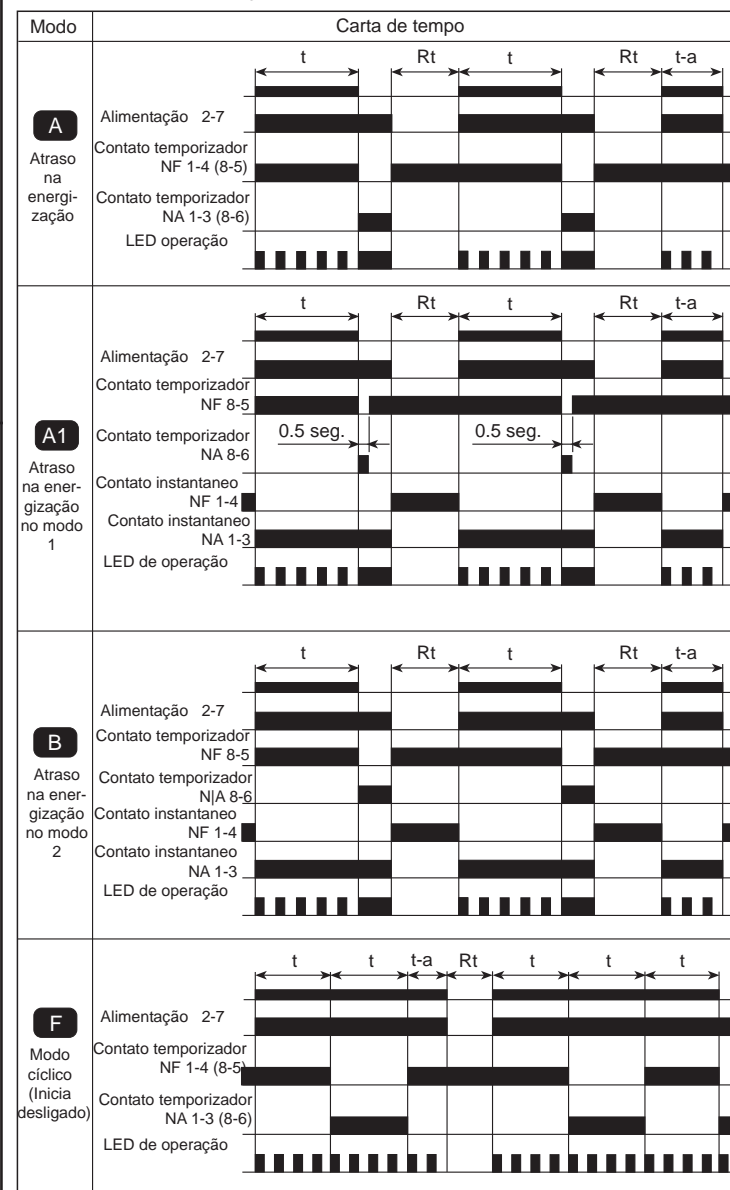 Modo
Carta de tempo
t
Rt
t
Rt
t-a
A
Atraso
na
energi-
zação
Alimentação 2-7
Contato temporizador
NF 1-4 (8-5)
Contato temporizador
NA 1-3 (8-6)
LED operação
t
Rt
t
Rt
t-a
A1
Atraso
na ener-
gização
no modo
1
Alimentação 2-7
Contato temporizador
NF 8-5
Contato temporizador
NA 8-6
0.5 seg.
0.5 seg.
Contato instantaneo
NF 1-4
Contato instantaneo
NA 1-3
LED de operação
t
Rt
t
Rt
t-a
B
Atraso
na ener-
gização
no modo
2
Alimentação 2-7
Contato temporizador
NF 8-5
Contato temporizador
N|A 8-6
Contato instantaneo
NF 1-4
Contato instantaneo
NA 1-3
LED de operação
t
t
t-a
Rt
t
t
t
F
Modo
cíclico
(Inicia
desligado)
Alimentação 2-7
Contato temporizador
NF 1-4 (8-5)
Contato temporizador
NA 1-3 (8-6)
LED de operação